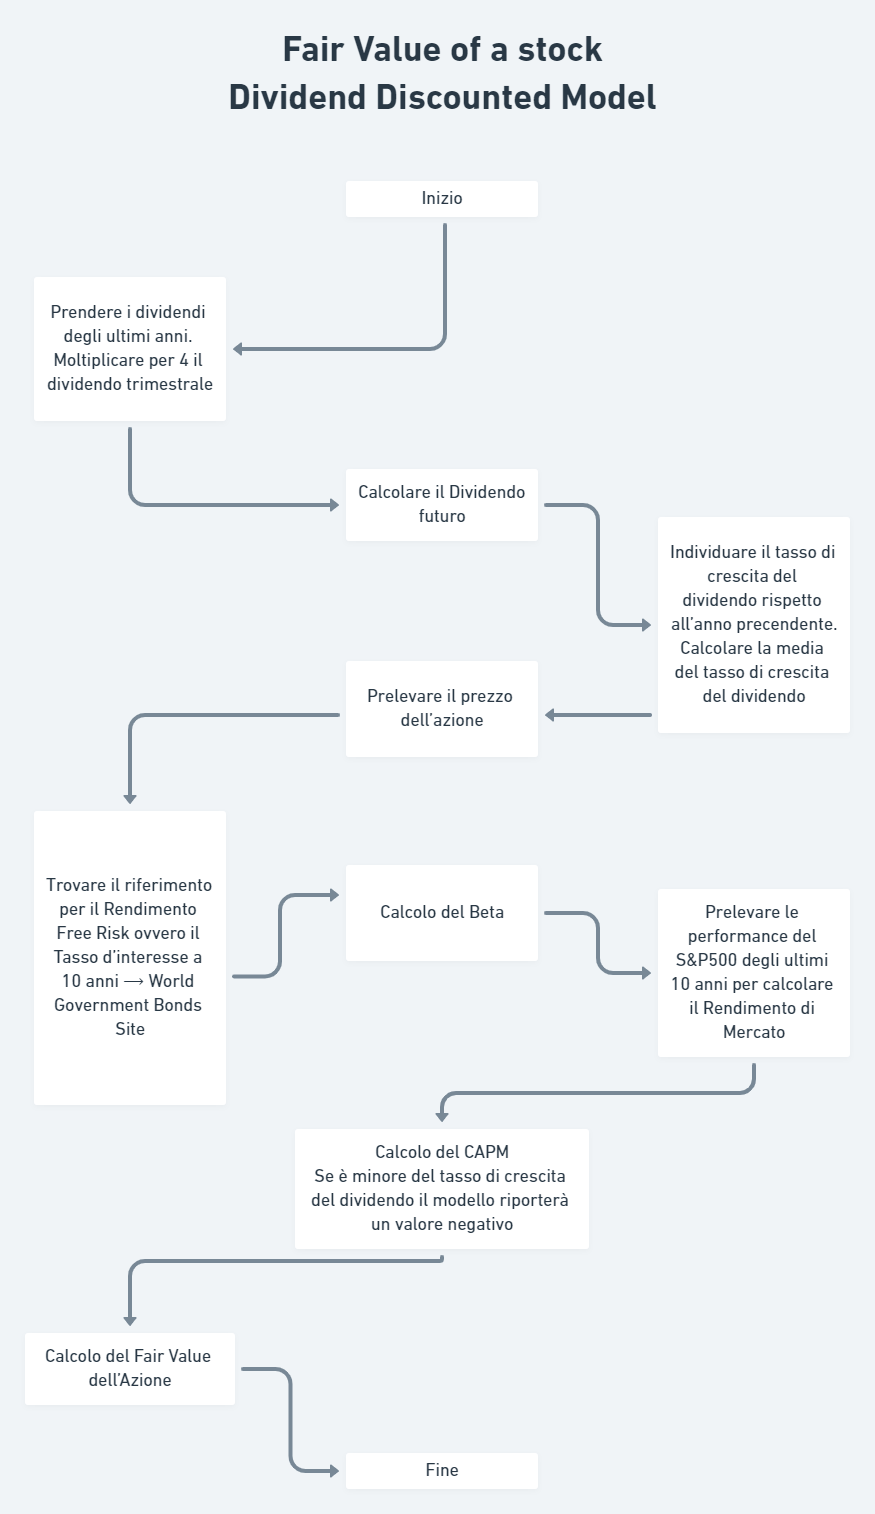 Fair Value of a stock
Dividend Discounted Model
Inizio
Prendere i dividendi
degli ultimi anni.
Moltiplicare per 4 il
dividendo trimestrale
Calcolare il Dividendo
futuro
Individuare il tasso di
crescita del
dividendo rispetto
all'anno precendente.
Calcolare la media
del tasso di crescita
del dividendo
Prelevare il prezzo
dell'azione
Trovare il riferimento
per il Rendimento
Free Risk ovvero il
Tasso d'interesse a
10 anni → World
Government Bonds
Site
Calcolo del Beta
Prelevare le
performance del
S&P500 degli ultimi
10 anni per calcolare
il Rendimento di
Mercato
Calcolo del CAPM
Se è minore del tasso di crescita
del dividendo il modello riporterà
un valore negativo
Calcolo del Fair Value
dell'Azione
Fine